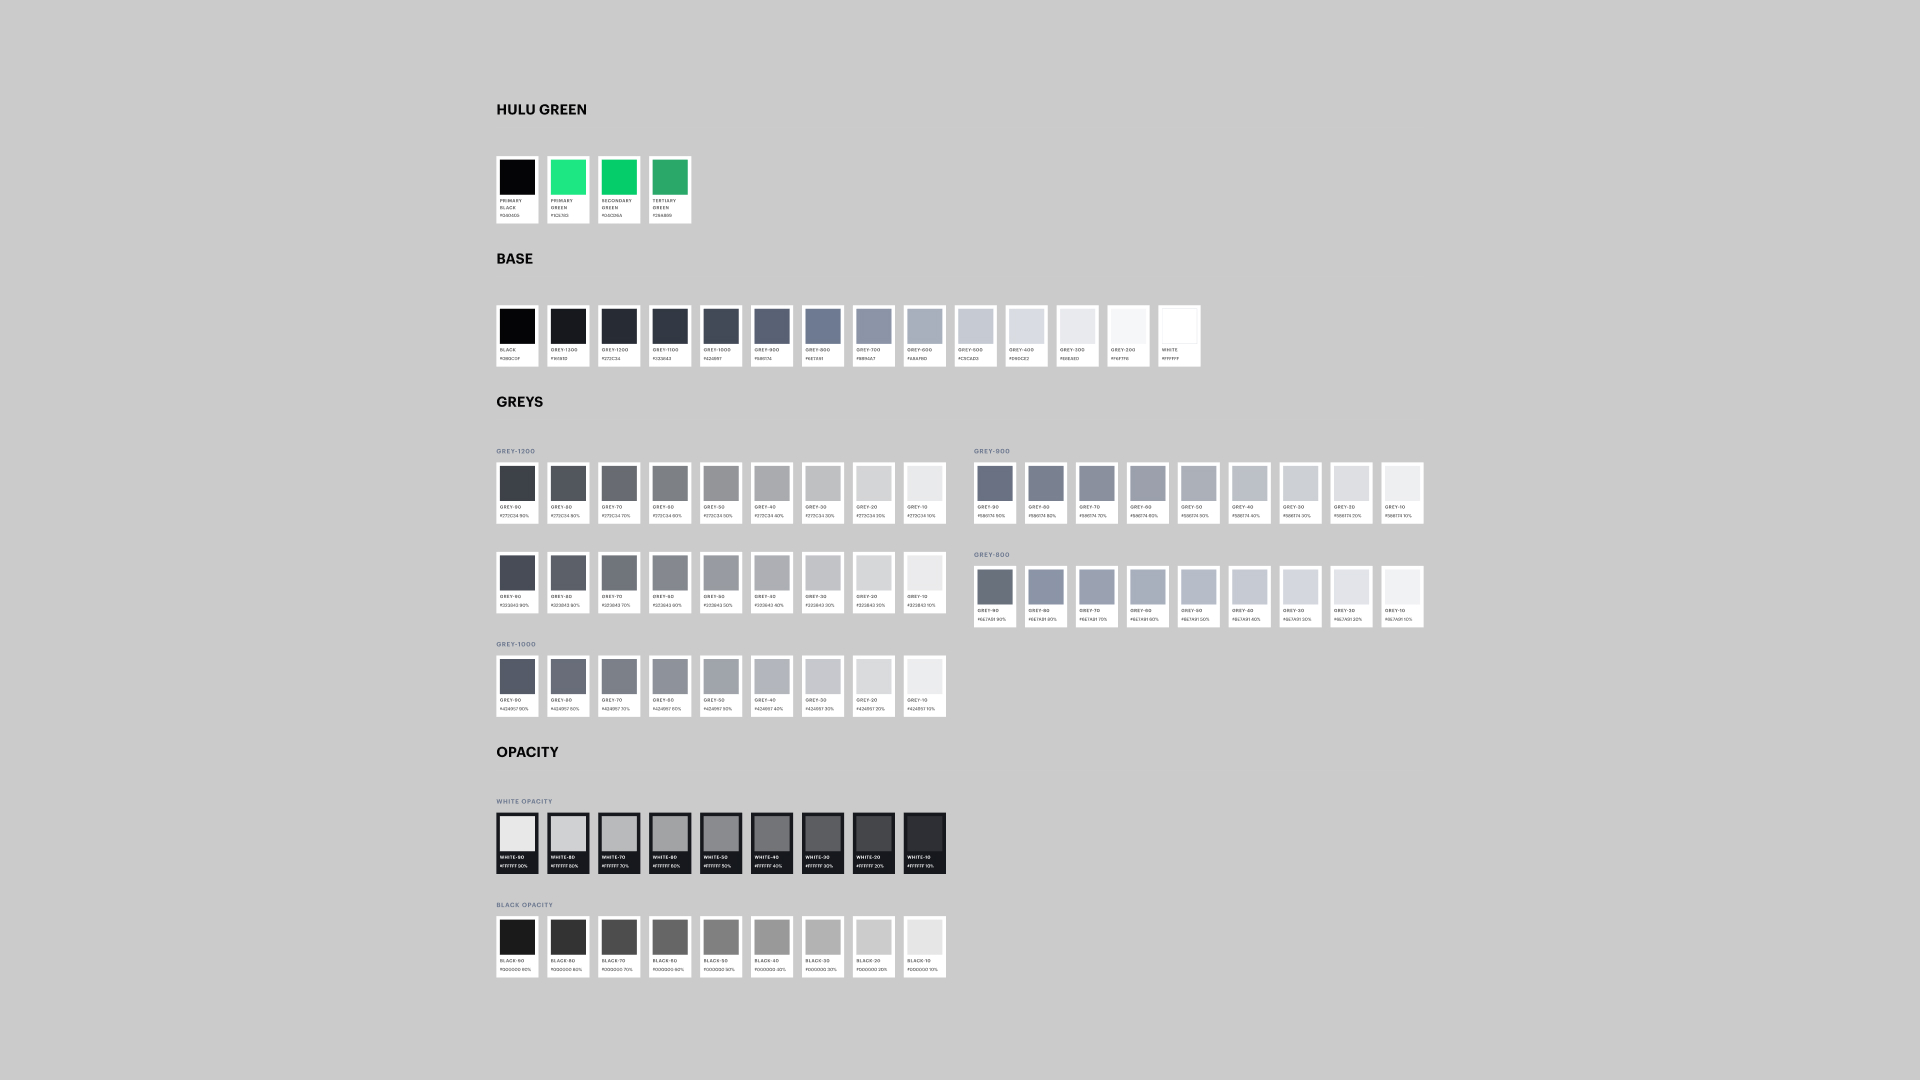 HULU GREEN
PRIMARY
BLACK
PRIMARY
GREEN
SECONDARY
GREEN
TERTIARY
GREEN
BASE
BLACK
GREY-1200
#272C34
GREY-1100
#323843
GREY-1000
#424957
GREY-900
#586174
GREY-800
#6E7A91
GREY-700
GREY-600
GREY-500
#C5CAD2
GREY-400
GREY-300
GREY-200
WHITE
#FFFFFF
GREYS
GREY-1200
GREY-90
#272C34 90%
GREY-80
#272C34 80%
GREY-70
#272C34 70%
GREY-60
#272C34 60%
GREY-50
#272C34 50%
GREY-40
#272C34 40%
GREY-30
#272C34 30%
GREY-20
#272C34 20%
GREY-10
#272C34 10%
GREY-90
#323843 90%
GREY-80
#323843 80%
GREY-70
#323843 70%
GREY-60
#323843 60%
GREY-50
#323843 50%
GREY-40
#323843 40%
GREY-30
#323843 30%
GREY-20
#323843 20%
GREY-10
#323843 10%
GREY-1000
GREY-90
#424957 90%
GREY-80
#424957 80%
GREY-70
#424957 70%
GREY-60
#424957 60%
GREY-50
#424957 50%
GREY-40
#424957 40%
GREY-30
#424957 30%
GREY-20
#424957 20%
GREY-10
#424957 10%
GREY-900
GREY-90
#586174 90%
GREY-80
#586174 80%
GREY-70
#586174 70%
GREY-60
#586174 60%
GREY-50
#586174 50%
GREY-40
#586174 40%
GREY-30
#586174 30%
GREY-20
#586174 20%
GREY-10
#586174 10%
GREY-800
GREY-90
#6E7A91 90%
GREY-80
#6E7A91 80%
GREY-70
#6E7A91 70%
GREY-60
#6E7A91 60%
GREY-50
#6E7A91 50%
GREY-40
#6E7A91 40%
GREY-30
#6E7A91 30%
GREY-20
#6E7A91 20%
GREY-10
#6E7A91 10%
OPACITY
WHITE OPACITY
WHITE-90
#FFFFFF 90%
WHITE-80
#FFFFFF 80%
WHITE-70
#FFFFFF 70%
WHITE-60
#FFFFFF 60%
WHITE-50
#FFFFFF 50%
WHITE-40
#FFFFFF 40%
WHITE-30
#FFFFFF 30%
WHITE-20
#FFFFFF 20%
WHITE-10
#FFFFFF 10%
BLACK OPACITY
BLACK-90
#000000 90%
BLACK-80
#000000 80%
BLACK-70
#000000 70%
BLACK-60
#000000 60%
BLACK-50
#000000 50%
BLACK-40
#000000 40%
BLACK-30
#000000 30%
BLACK-20
#000000 20%
BLACK-10
#000000 10%